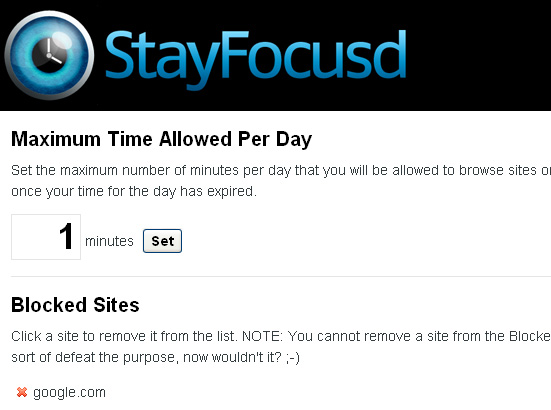 StayFocusd
Maximum Time Allowed Per Day
Set the maximum number of minutes per day that you will be allowed to browse sites
once your time for the day has expired.
1 minutes Set
Blocked Sites
Click a site to remove it from the list. NOTE: You cannot remove a site from the
sort of defeat the purpose, now wouldn't it? ;-)
google.com